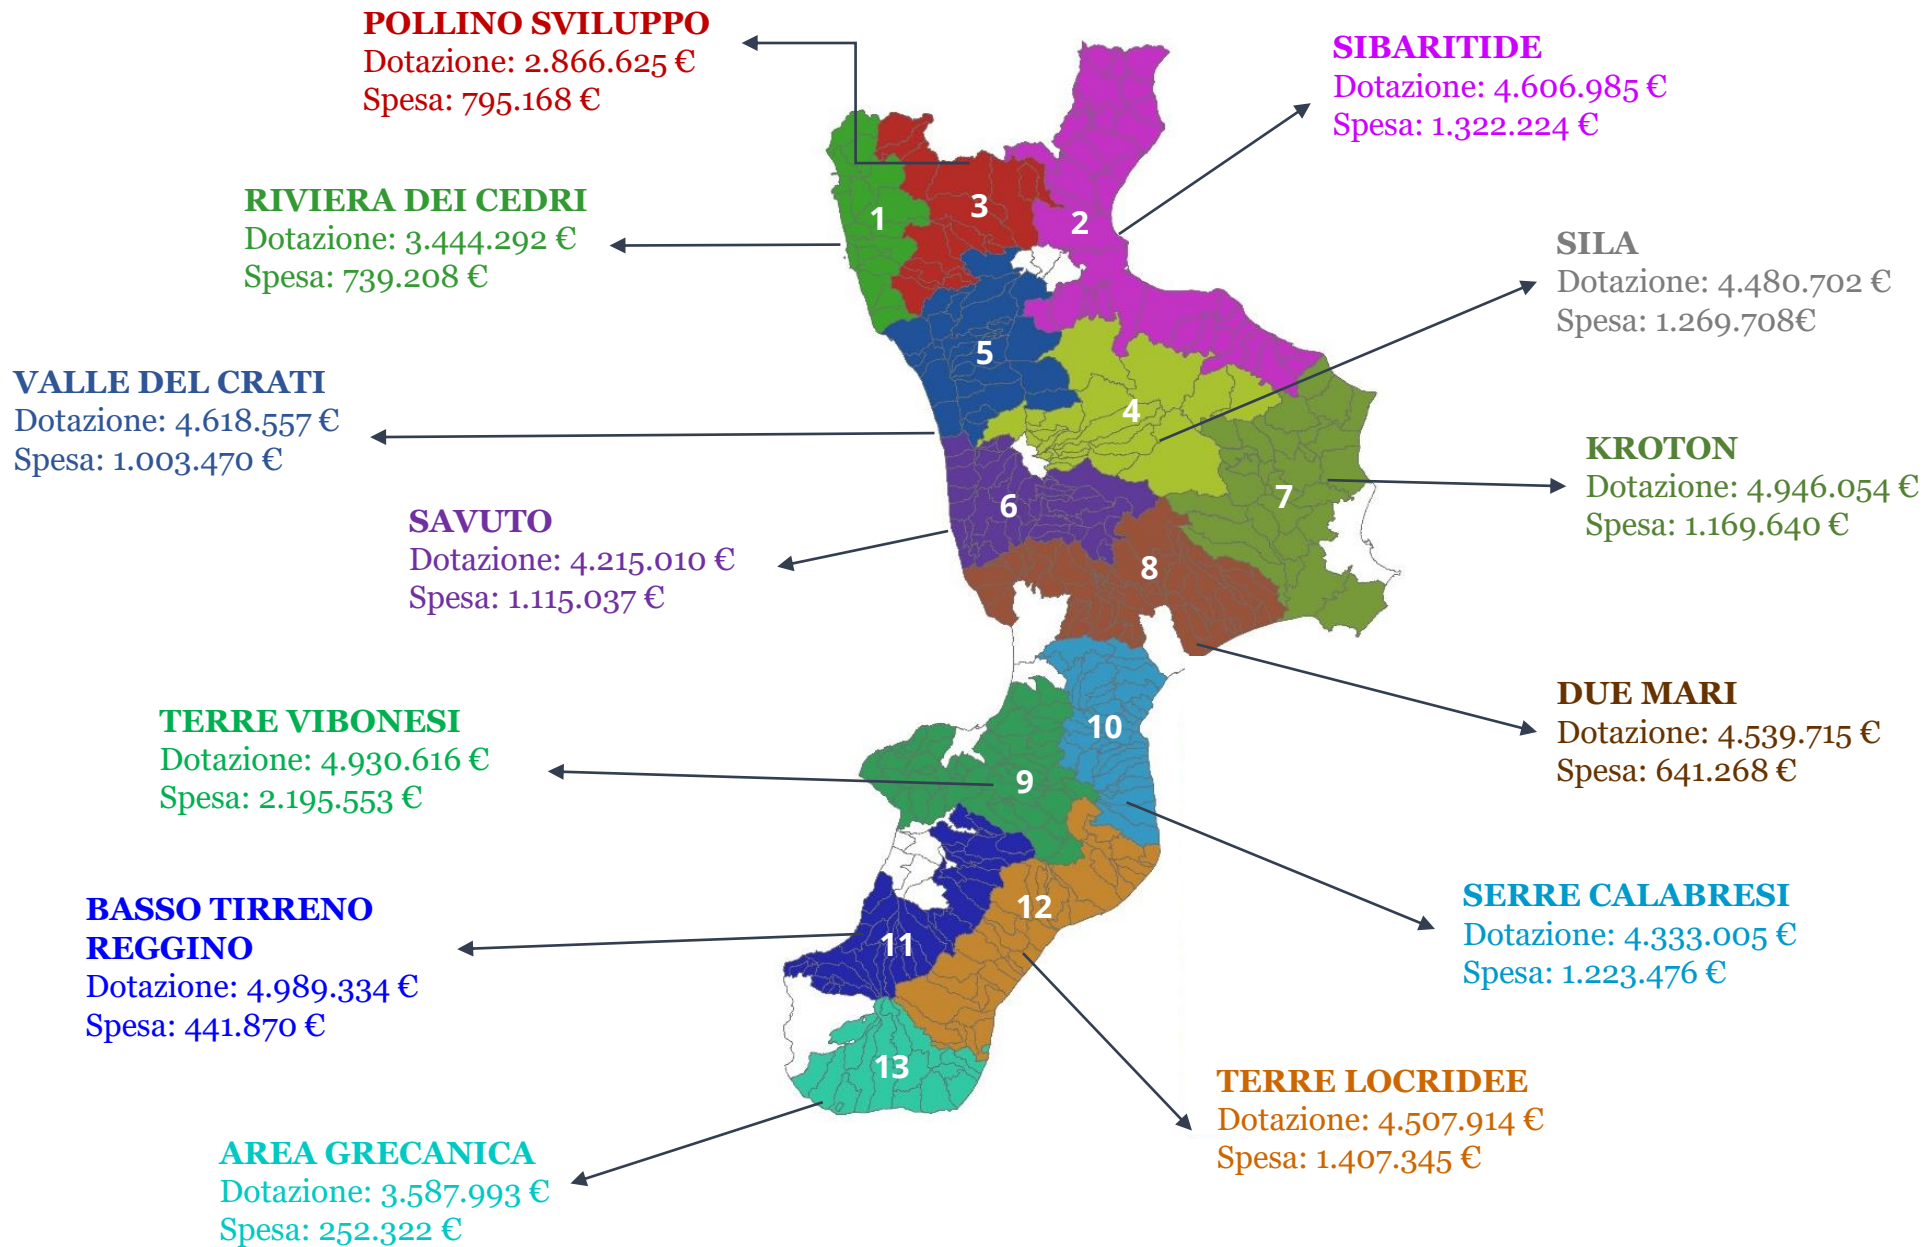 POLLINO SVILUPPO
Dotazione: 2.866.625 €
Spesa: 795.168 €
SIBARITIDE
Dotazione: 4.606.985 €
Spesa: 1.322.224 €
RIVIERA DEI CEDRI
Dotazione: 3.444.292 €
Spesa: 739.208 €
SILA
Dotazione: 4.480.702 €
Spesa: 1.269.708€
VALLE DEL CRATI
Dotazione: 4.618.557 €
Spesa: 1.003.470 €
KROTON
Dotazione: 4.946.054 €
Spesa: 1.169.640 €
SAVUTO
Dotazione: 4.215.010 €
Spesa: 1.115.037 €
DUE MARI
Dotazione: 4.539.715 €
Spesa: 641.268 €
TERRE VIBONESI
Dotazione: 4.930.616 €
Spesa: 2.195.553 €
BASSO TIRRENO
REGGINO
Dotazione: 4.989.334 €
Spesa: 441.870 €
SERRE CALABRESI
Dotazione: 4.333.005 €
Spesa: 1.223.476 €
TERRE LOCRIDEE
Dotazione: 4.507.914 €
Spesa: 1.407.345 €
AREA GRECANICA
Dotazione: 3.587.993 €
Spesa: 252.322 €
1
3
2
5
4
6
7
8
10
9
12
11
13